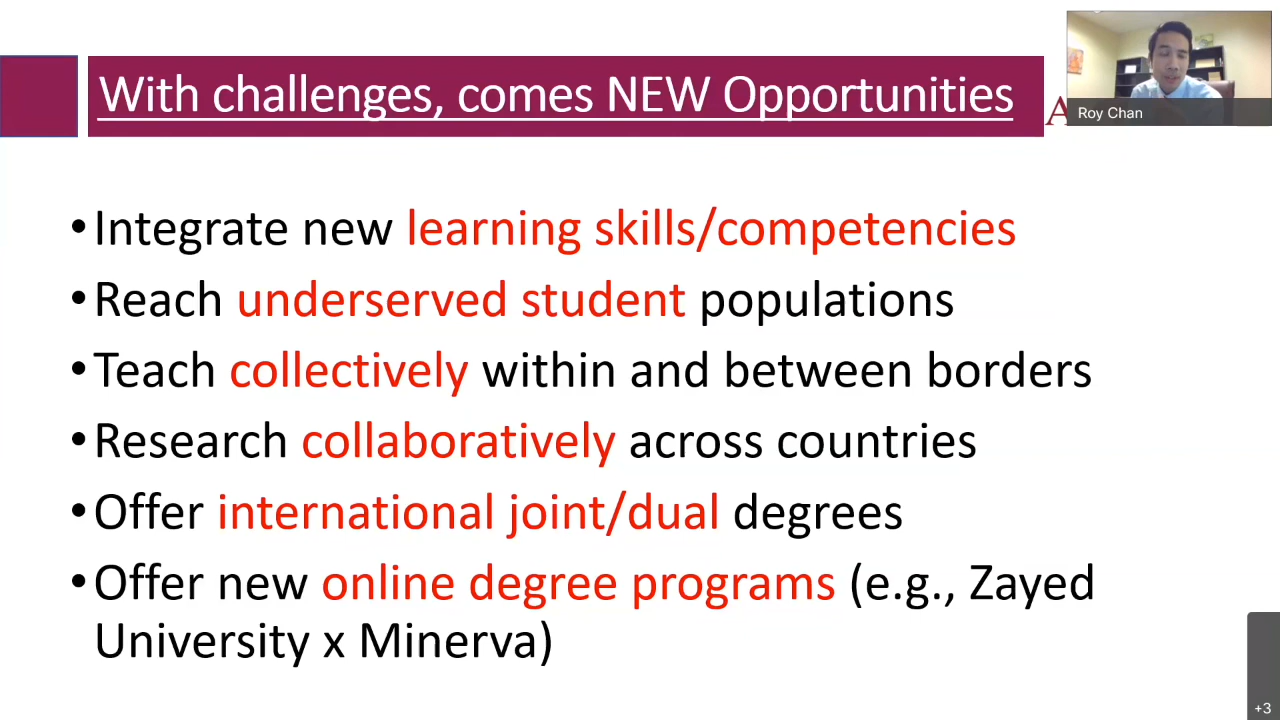 With challenges, comes NEW Opportunities
A
Roy Chan
•Integrate new learning skills/competencies
•Reach underserved student populations
•Teach collectively within and between borders
•Research collaboratively across countries
•Offer international joint/dual degrees
•Offer new online degree programs (e.g., Zayed
University x Minerva)
+3